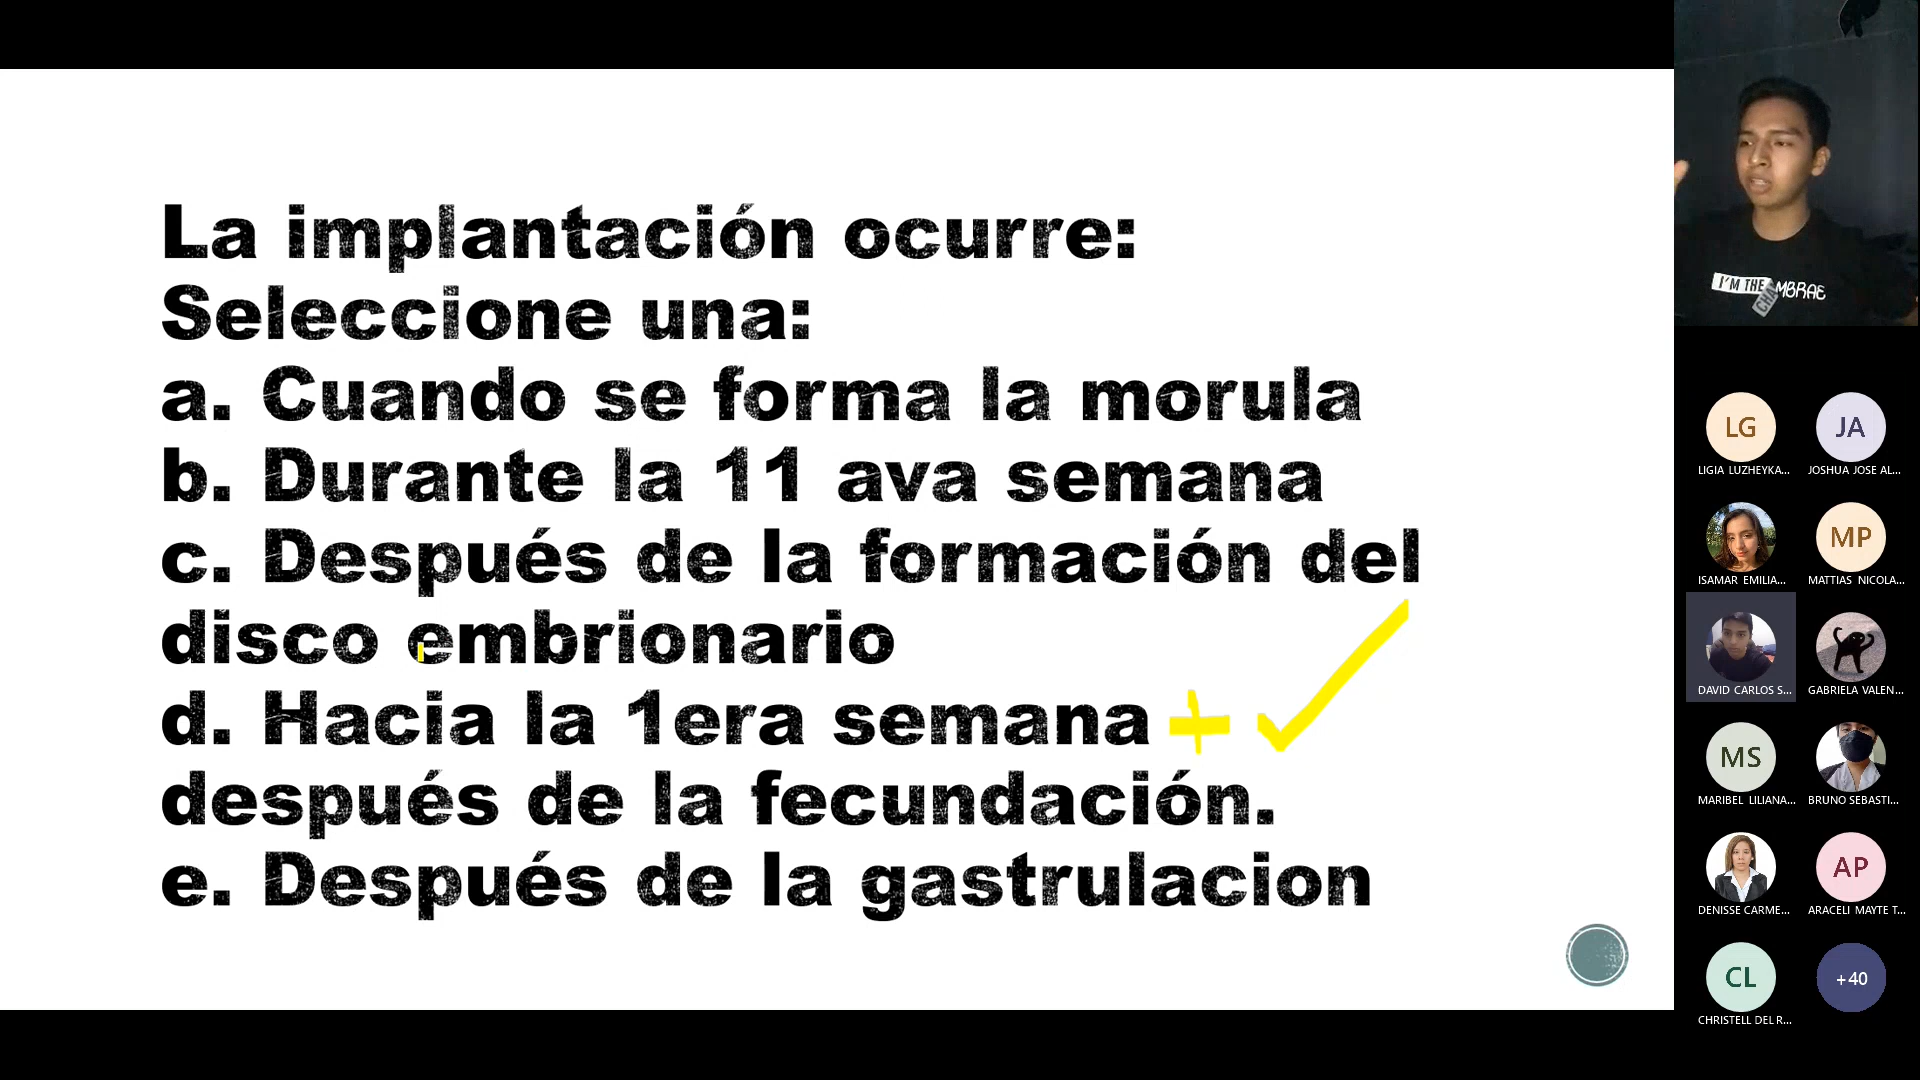 La implantación ocurre:
Seleccione una:
a. Cuando se forma la morula
b. Durante la 11 ava semana
c. Después de la formación del
disco embrionario
d. Hacia la 1era semana +
después de la fecundación.
e. Después de la gastrulacion
I'M THE
CHO
MBRAE
LG
JA
LIGIA LUZHEYKA...
JOSHUA JOSE AL...
MP
ISAMAR EMILIA...
MATTIAS NICOLA...
DAVID CARLOS S...
GABRIELA VALEN...
MS
MARIBEL LILIANA...
BRUNO SEBASTI...
AP
DENISSE CARME...
ARACELI MAYTE T...
CL
+40
CHRISTELL DEL R...